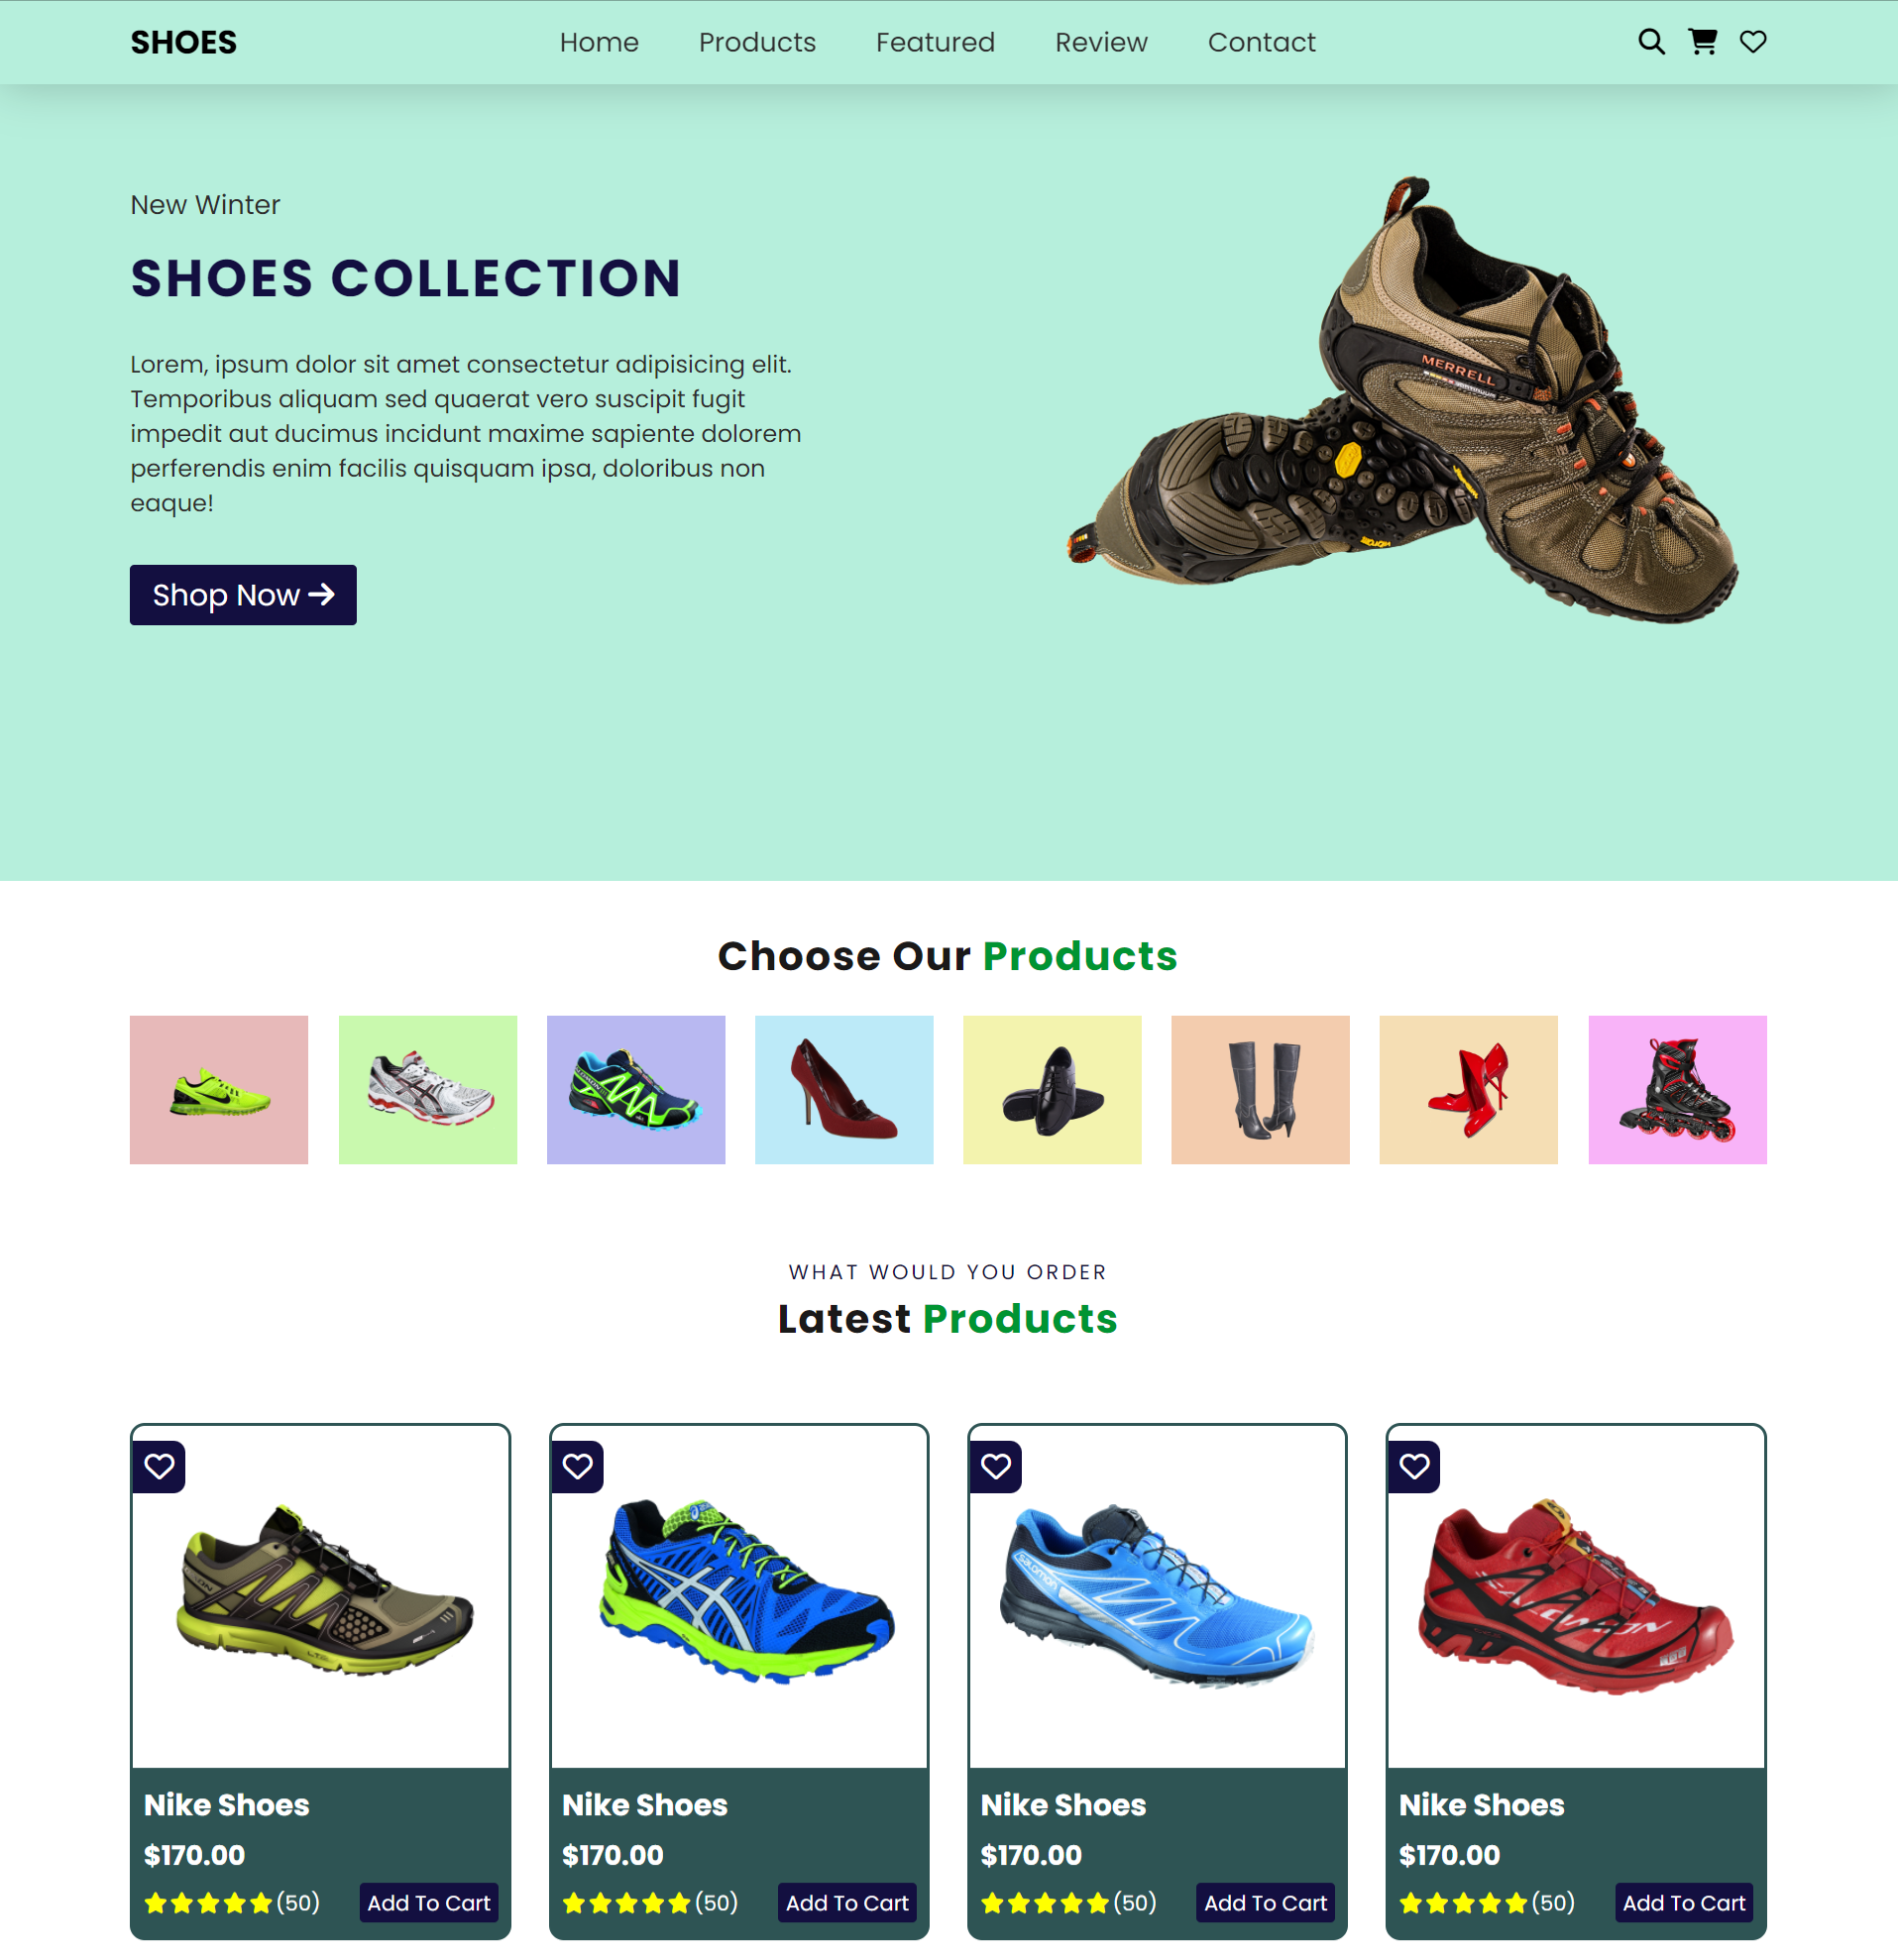 SHOES
Home Products Featured Review Contact
New Winter
SHOES COLLECTION
Lorem, ipsum dolor sit amet consectetur adipisicing elit.
Temporibus aliquam sed quaerat vero suscipit fugit
impedit aut ducimus incidunt maxime sapiente dolorem
perferendis enim facilis quisquam ipsa, doloribus non
eaque!
Shop Now
MERRELL
Choose Our Products
WHAT WOULD YOU ORDER
Latest Products
salomon
SALOMON
Nike Shoes
$170.00
(50) Add To Cart
Nike Shoes
$170.00
(50) Add To Cart
Nike Shoes
$170.00
(50) Add To Cart
Nike Shoes
$170.00
(50) Add To Cart